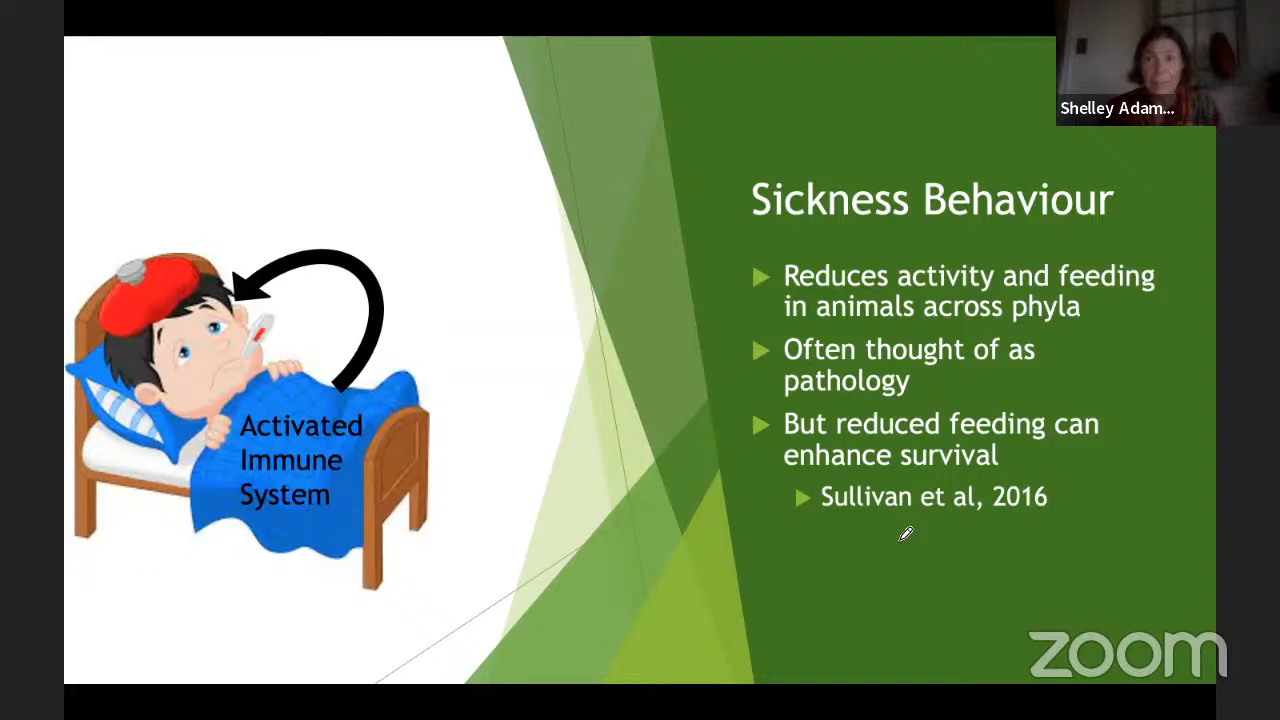 Shelley Adam...
Sickness Behaviour
Reduces activity and feeding
in animals across phyla
Often thought of as
pathology
But reduced feeding can
enhance survival
Sullivan et al, 2016
Activated
Immune
System
zoom